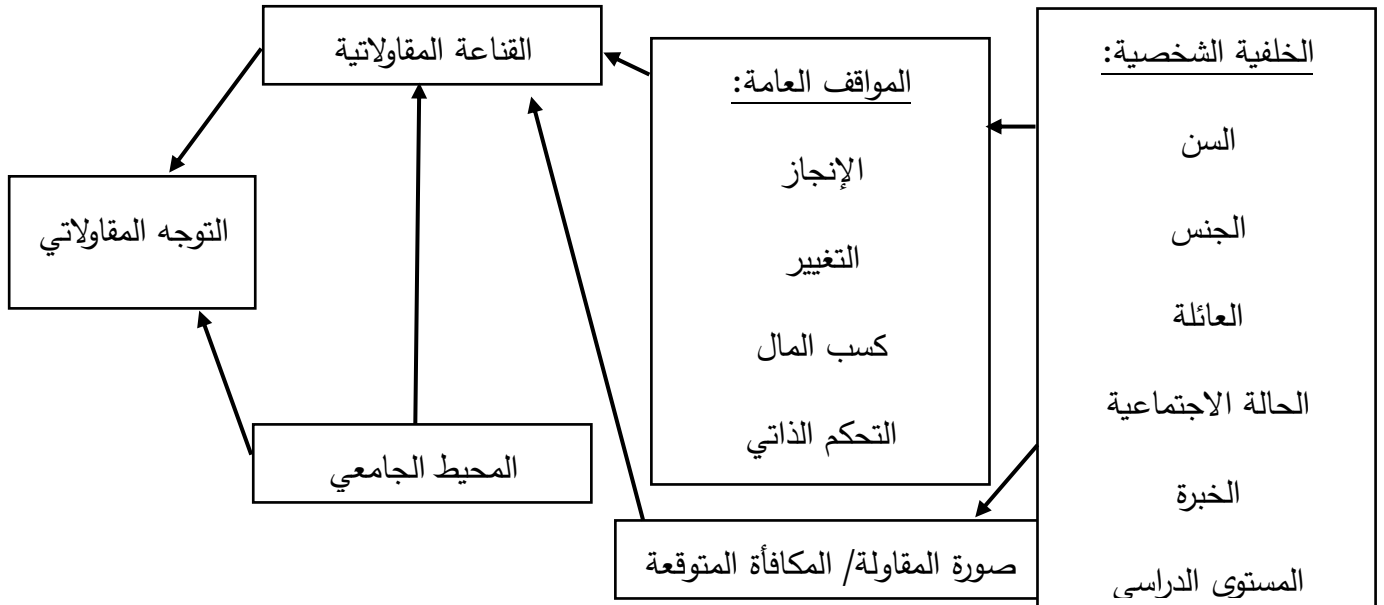 الخلفية الشخصية:
السن
الجنس
العائلة
الحالة الاجتماعية
الخبرة
المستوى الدراسي
المواقف العامة:
الإنجاز
التغيير
كسب المال
التحكم الذاتي
صورة المقاولة/ المكافأة المتوقعة
القناعة المقاولاتية
المحيط الجامعي
التوجه المقاولاتي